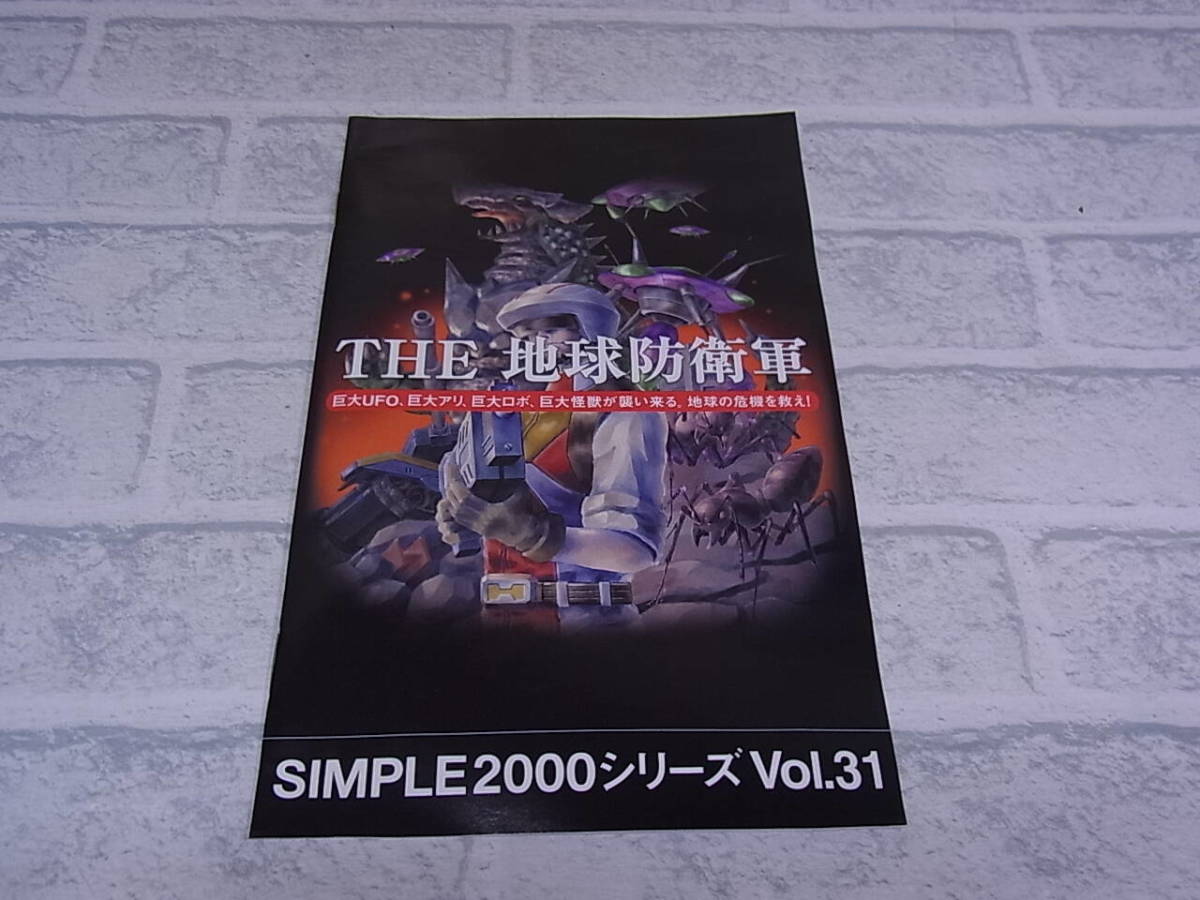 THE 地球防衛軍
巨大UFO、巨大アリ、巨大ロボ、巨大怪獣が襲い来る。地球の危機を救え!
SIMPLE2000シリーズ Vol.31